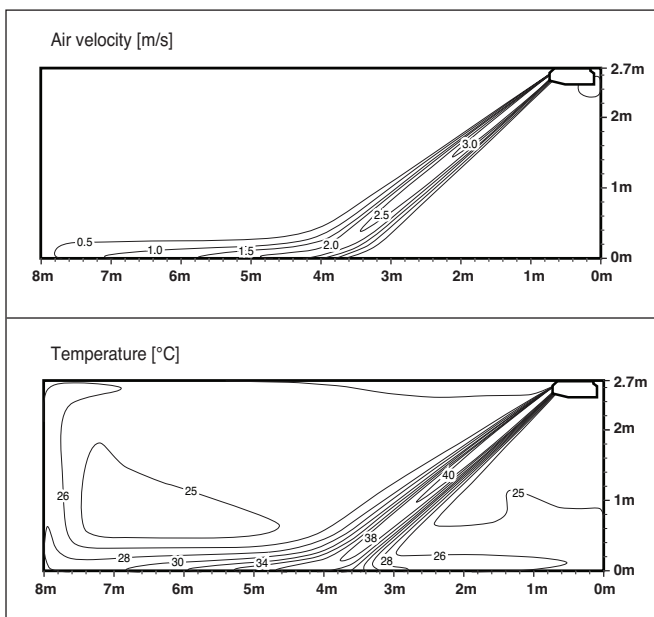 Air velocity [m/s]
2.7m
2m
3.0
1m
2.5
0.5
1.0
1.5
2.0
0m
8m 7m 6m 5m 4m 3m 2m 1m 0m
Temperature [°C]
2.7m
2m
40
25
25
26
1m
38
28
30
34
28
26
0m
8m 7m 6m 5m 4m 3m 2m 1m 0m